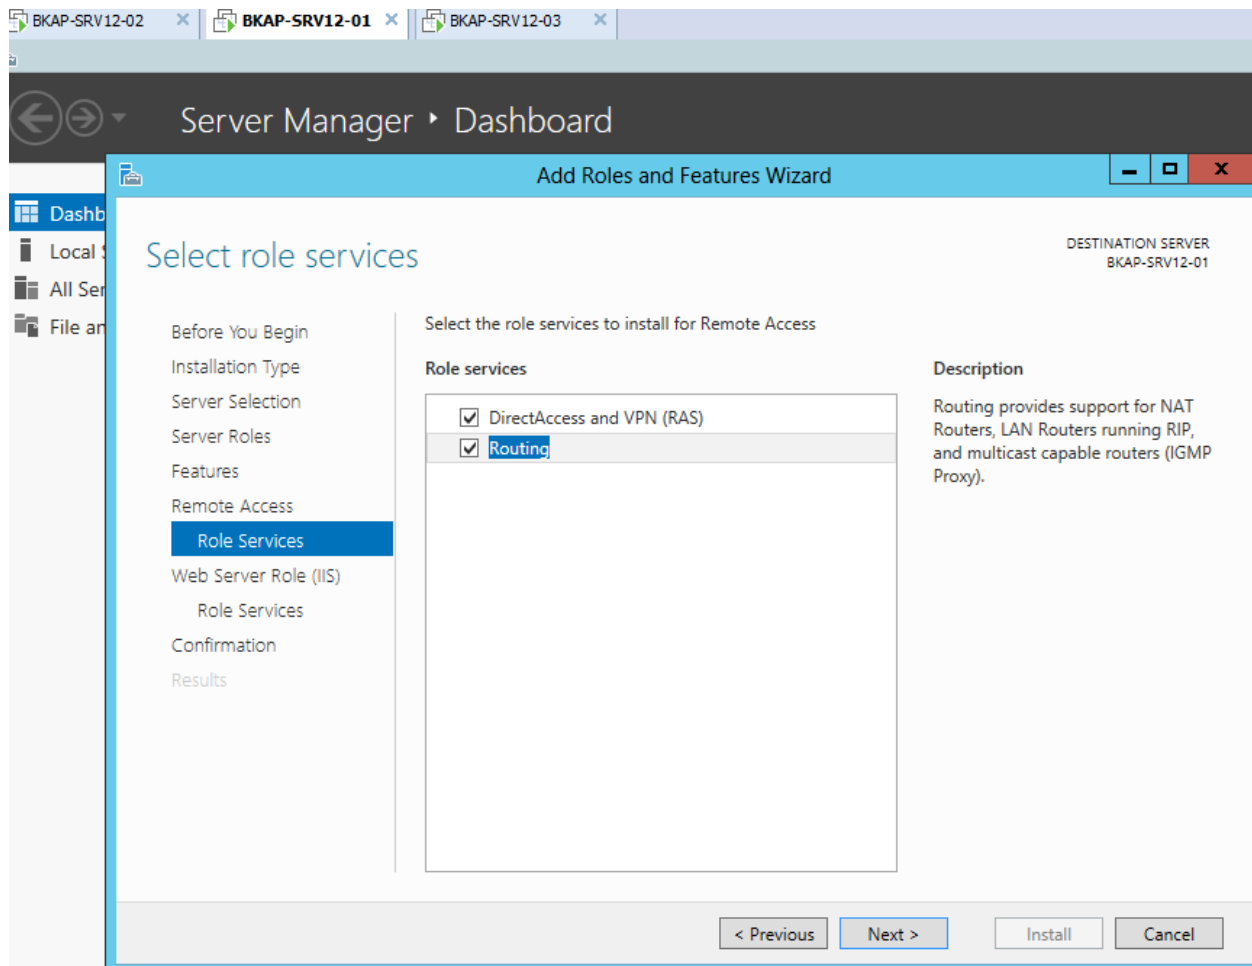 BKAP-SRV12-02
BKAP-SRV12-01
BKAP-SRV12-03
Server Manager ‣ Dashboard
Add Roles and Features Wizard
Dashb
Local S
All Ser
File an
Select role services
DESTINATION SERVER
BKAP-SRV12-01
Before You Begin
Installation Type
Server Selection
Server Roles
Features
Remote Access
Role Services
Web Server Role (IIS)
Role Services
Confirmation
Results
Select the role services to install for Remote Access
Role services
DirectAccess and VPN (RAS)
Routing
Description
Routing provides support for NAT
Routers, LAN Routers running RIP,
and multicast capable routers (IGMP
Proxy).
< Previous
Next >
Install
Cancel